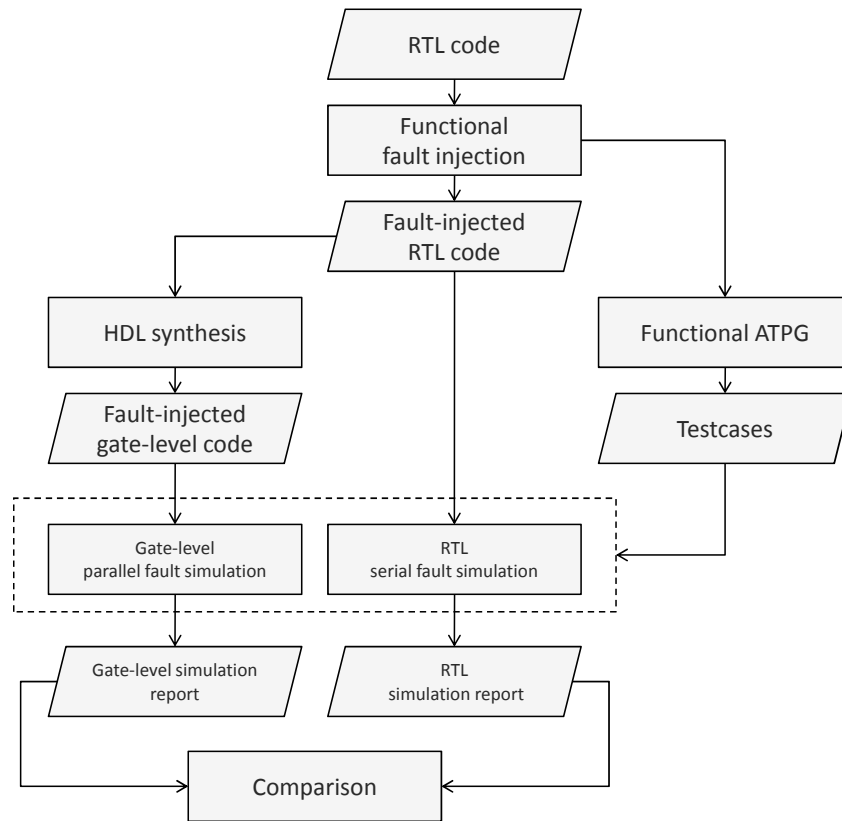 RTL code
Functional
fault injection
Fault-injected
RTL code
HDL synthesis
Functional ATPG
Fault-injected
gate-level code
Testcases
Gate-level
parallel fault simulation
RTL
serial fault simulation
Gate-level simulation
report
RTL
simulation report
Comparison